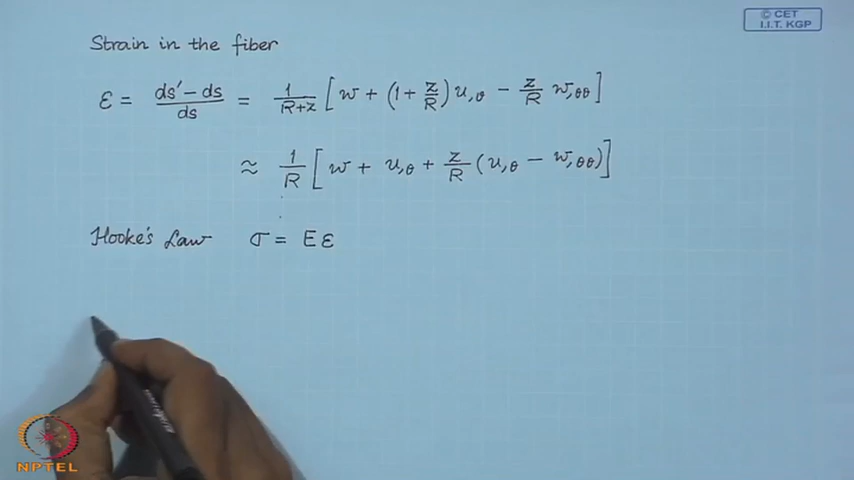 © CET
I.I.T. KGP
Strain in the fiber
ε = (ds' − ds)/ds = 1/(R+z) [w + (1 + z/R) u,θ − z/R w,θθ]
≈ 1/R [w + u,θ + z/R (u,θ − w,θθ)]
Hooke's Law σ = Eε
NPTEL